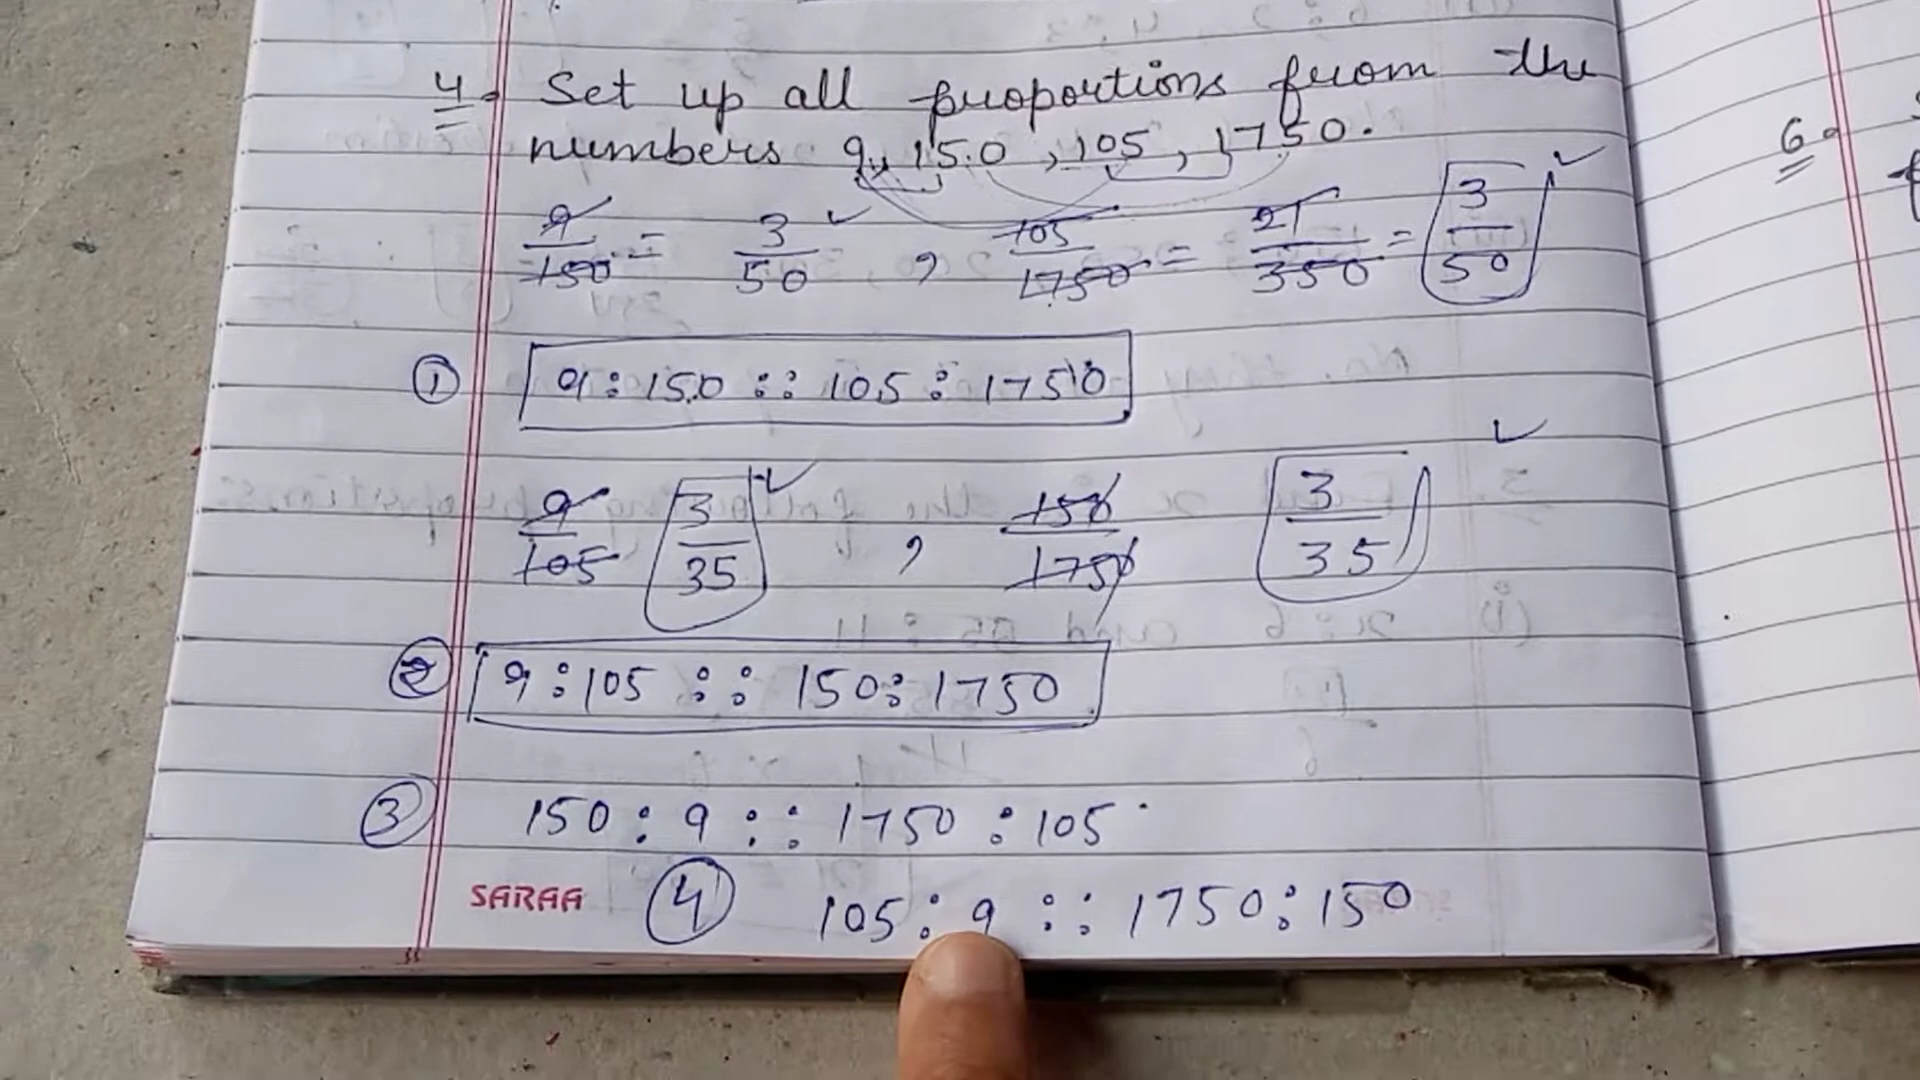 4. Set up all proportions from the
numbers 9, 150, 105, 1750.
9/150 = 3/50 , 105/1750 = 21/350 = 3/50
① 9 : 150 :: 105 : 1750
9/105 3/35 , 150/1750 3/35
② 9 : 105 :: 150 : 1750
③ 150 : 9 :: 1750 : 105
SARAA ④ 105 : 9 :: 1750 : 150
6.